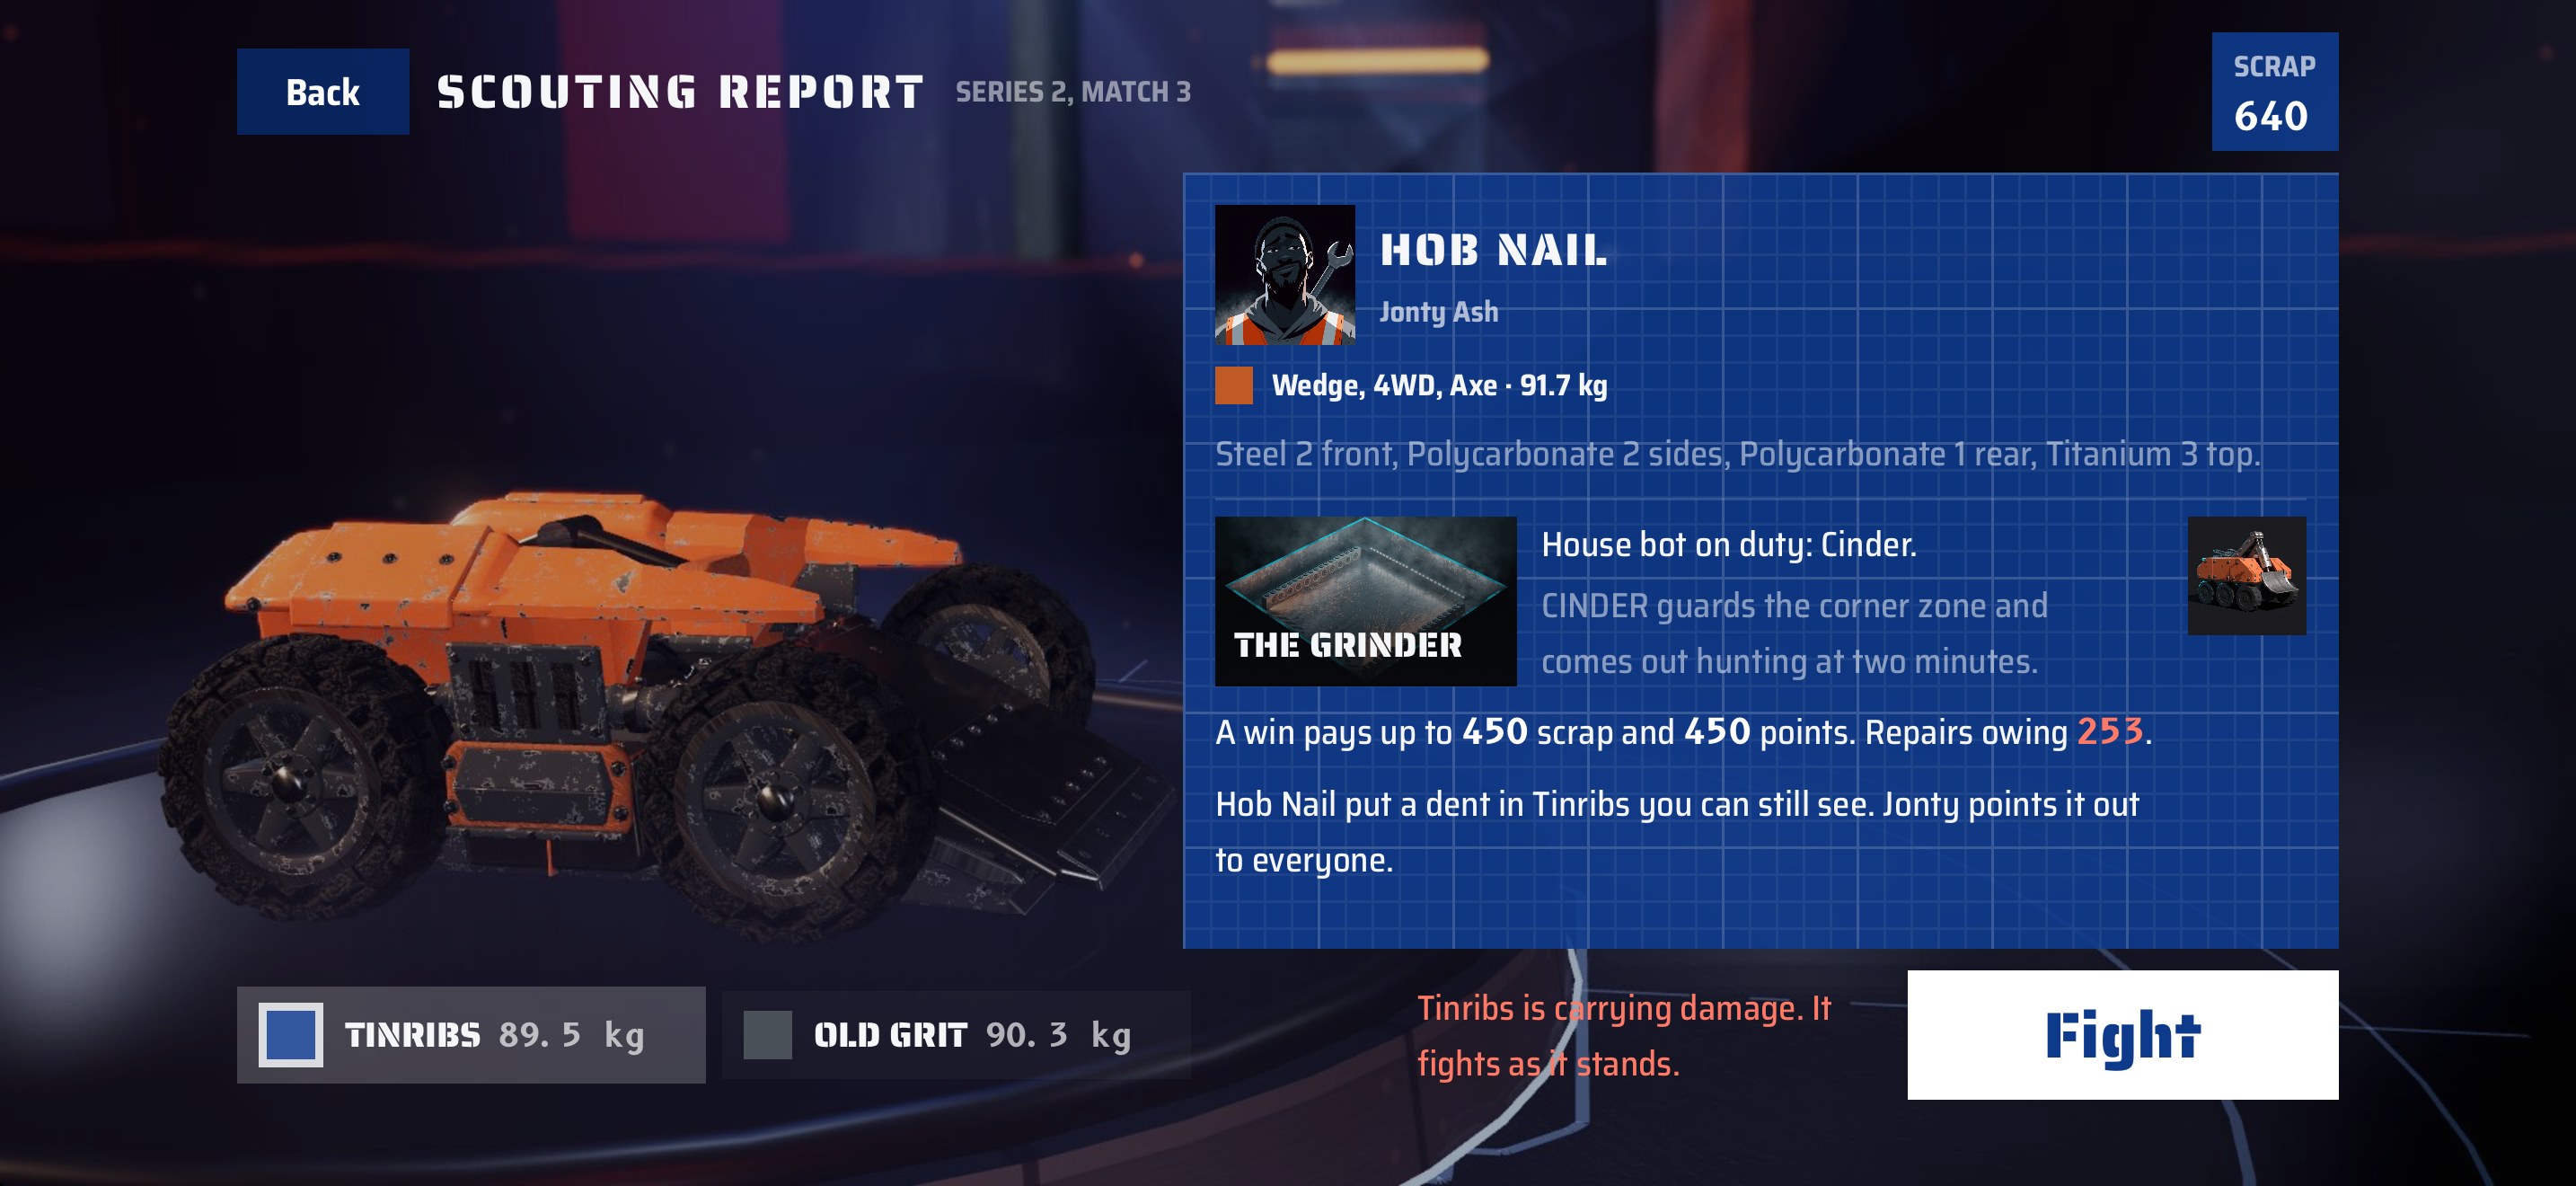 Back
SCOUTING REPORT
SERIES 2, MATCH 3
SCRAP
640
HOB NAIL
Jonty Ash
Wedge, 4WD, Axe · 91.7 kg
Steel 2 front, Polycarbonate 2 sides, Polycarbonate 1 rear, Titanium 3 top.
THE GRINDER
House bot on duty: Cinder.
CINDER guards the corner zone and
comes out hunting at two minutes.
A win pays up to 450 scrap and 450 points. Repairs owing 253.
Hob Nail put a dent in Tinribs you can still see. Jonty points it out
to everyone.
TINRIBS 89.5 kg
OLD GRIT 90.3 kg
Tinribs is carrying damage. It
fights as it stands.
Fight